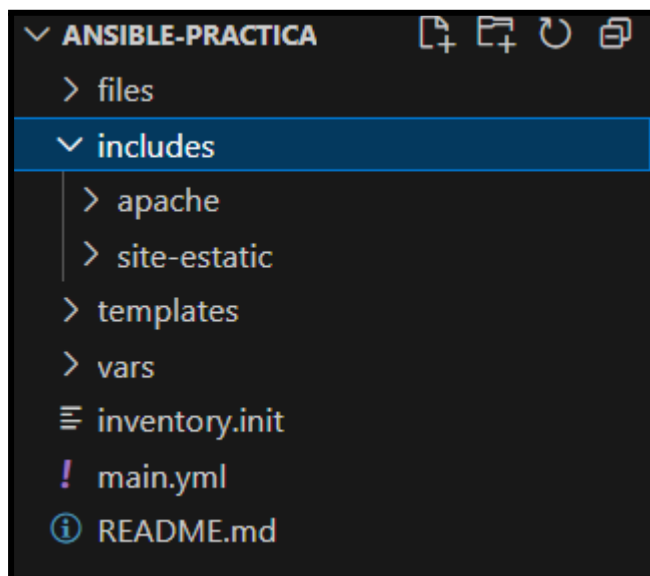 ANSIBLE-PRACTICA
files
includes
apache
site-estatic
templates
vars
inventory.init
main.yml
README.md